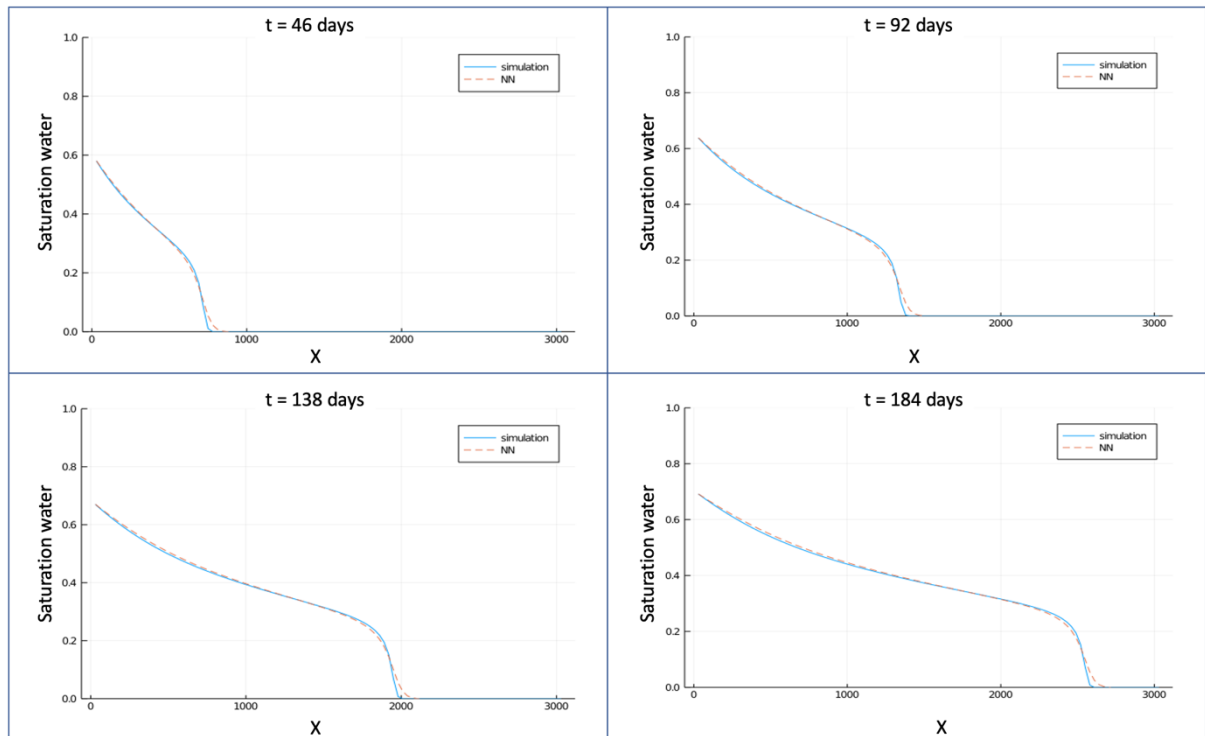 t = 46 days
1.0
0.8
0.6
0.4
0.2
0.0
Saturation water
simulation
NN
0 1000 2000 3000
X
t = 92 days
1.0
0.8
0.6
0.4
0.2
0.0
Saturation water
simulation
NN
0 1000 2000 3000
X
t = 138 days
1.0
0.8
0.6
0.4
0.2
0.0
Saturation water
simulation
NN
0 1000 2000 3000
X
t = 184 days
1.0
0.8
0.6
0.4
0.2
0.0
Saturation water
simulation
NN
0 1000 2000 3000
X